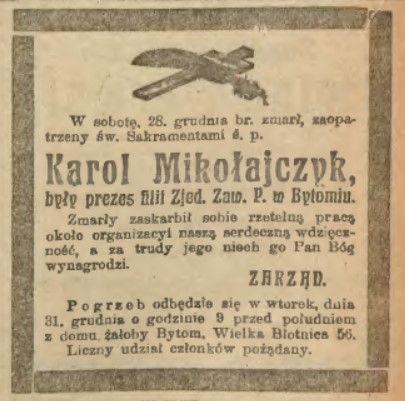 W sobotę, 28. grudnia br. zmarł, zaopa-
trzeny św. Sakramentami ś. p.
Karol Mikołajczyk,
były prezes filii Zjed. Zaw. P. w Bytomiu.
Zmarły zaskarbił sobie rzetelną pracą
około organizacyi naszą serdeczną wdzięcz-
ność, a za trudy jego niech go Pan Bóg
wynagrodzi.
ZARZĄD.
Pogrzeb odbędzie się w wtorek, dnia
31. grudnia o godzinie 9 przed południem
z domu żałoby Bytom, Wielka Błotnica 56.
Liczny udział członków pożądany.